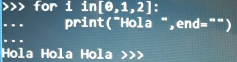 >>> for i in[0,1,2]:
...     print("Hola ",end="")
...
Hola Hola Hola >>>